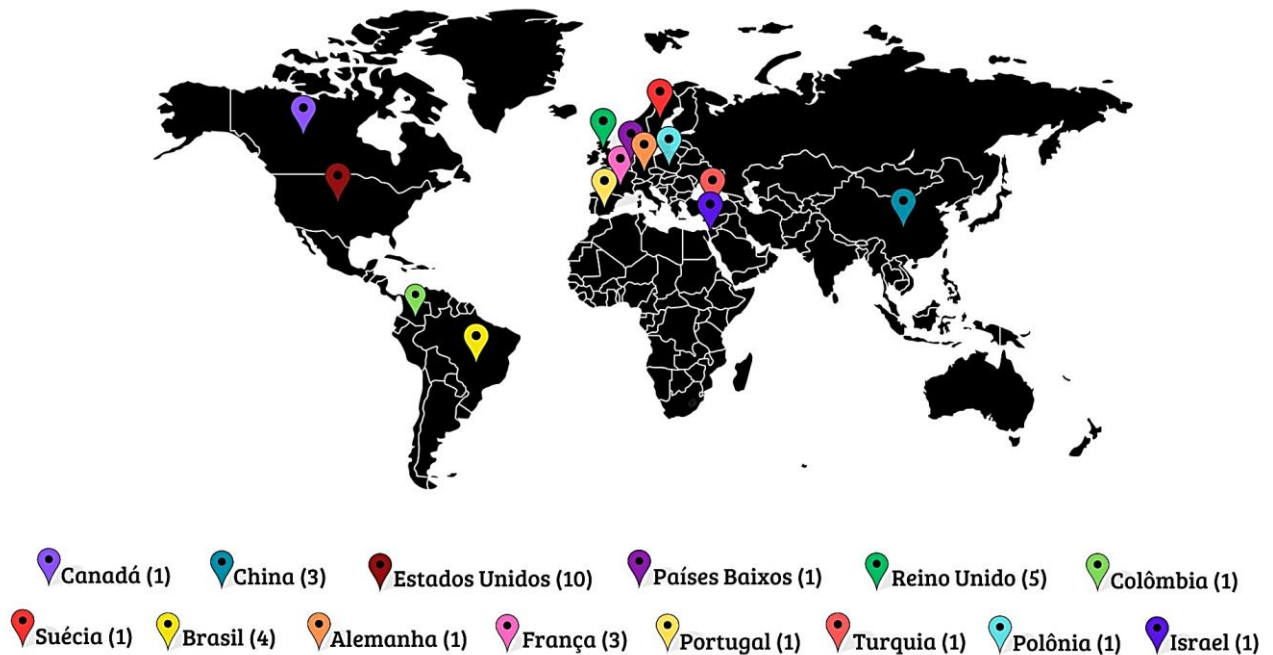 Canadá (1) China (3) Estados Unidos (10) Países Baixos (1) Reino Unido (5) Colômbia (1)
Suécia (1) Brasil (4) Alemanha (1) França (3) Portugal (1) Turquia (1) Polônia (1) Israel (1)